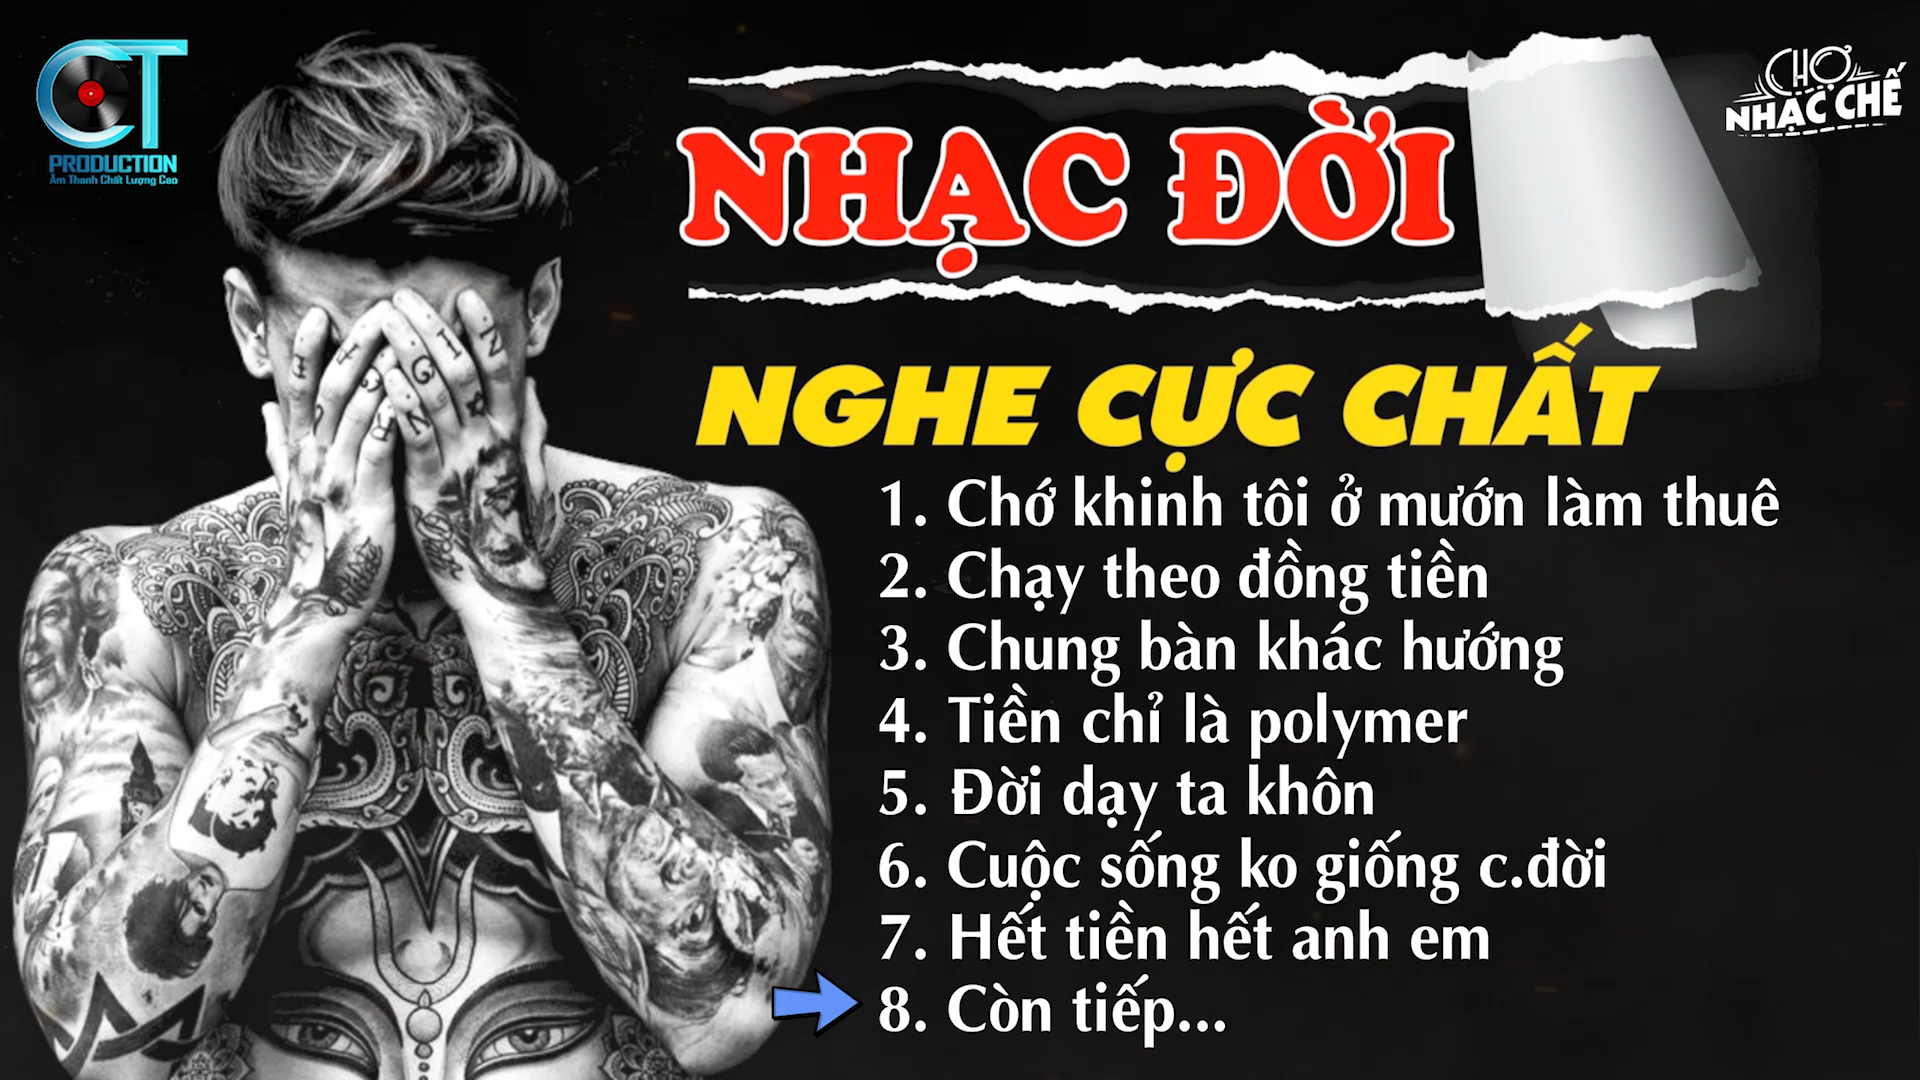 CT
PRODUCTION
Âm Thanh Chất Lượng Cao
CHỢ
NHẠC CHẾ
NHẠC ĐỜI
NGHE CỰC CHẤT
1. Chớ khinh tôi ở mướn làm thuê
2. Chạy theo đồng tiền
3. Chung bàn khác hướng
4. Tiền chỉ là polymer
5. Đời dạy ta khôn
6. Cuộc sống ko giống c.đời
7. Hết tiền hết anh em
8. Còn tiếp...